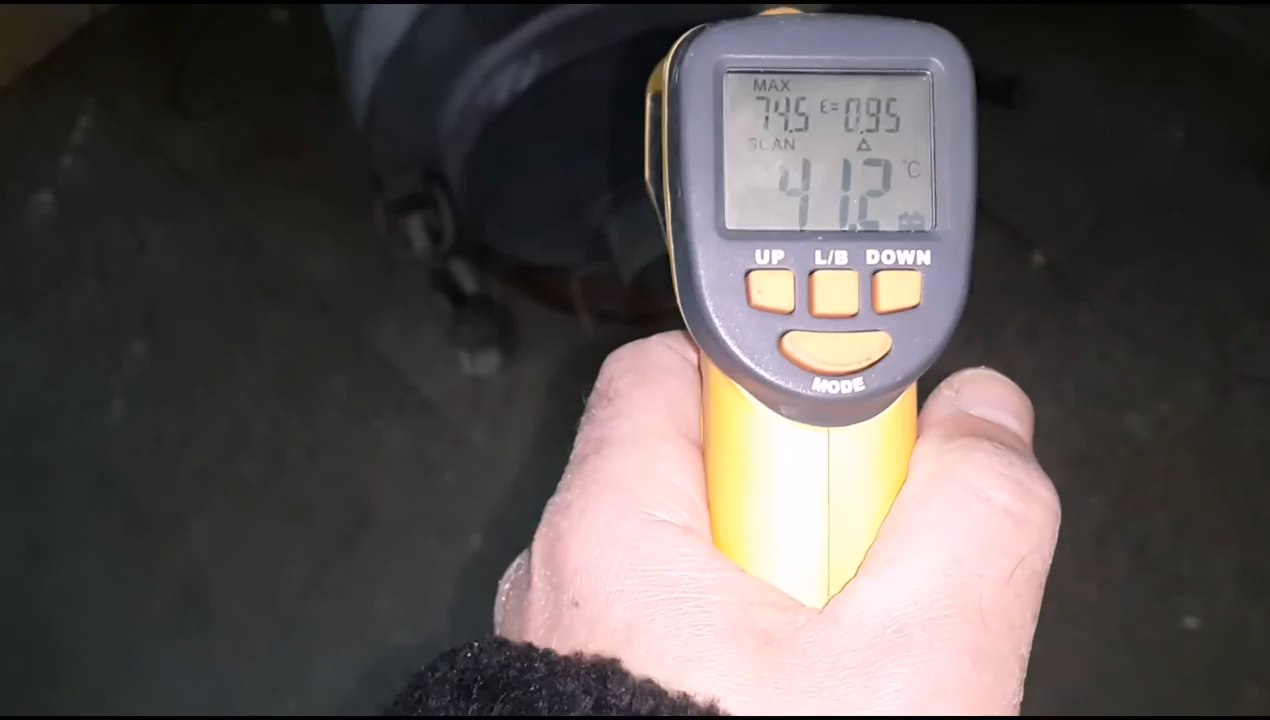 MAX
74.5 ε=0.95
SCAN
41.2 °C
UP L/B DOWN
MODE